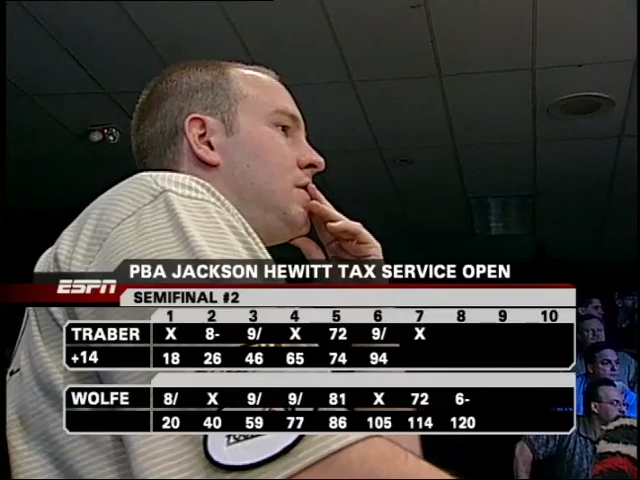 PBA JACKSON HEWITT TAX SERVICE OPEN
ESPN SEMIFINAL #2
1 2 3 4 5 6 7 8 9 10
TRABER X 8- 9/ X 72 9/ X
+14 18 26 46 65 74 94
WOLFE 8/ X 9/ 9/ 81 X 72 6-
20 40 59 77 86 105 114 120